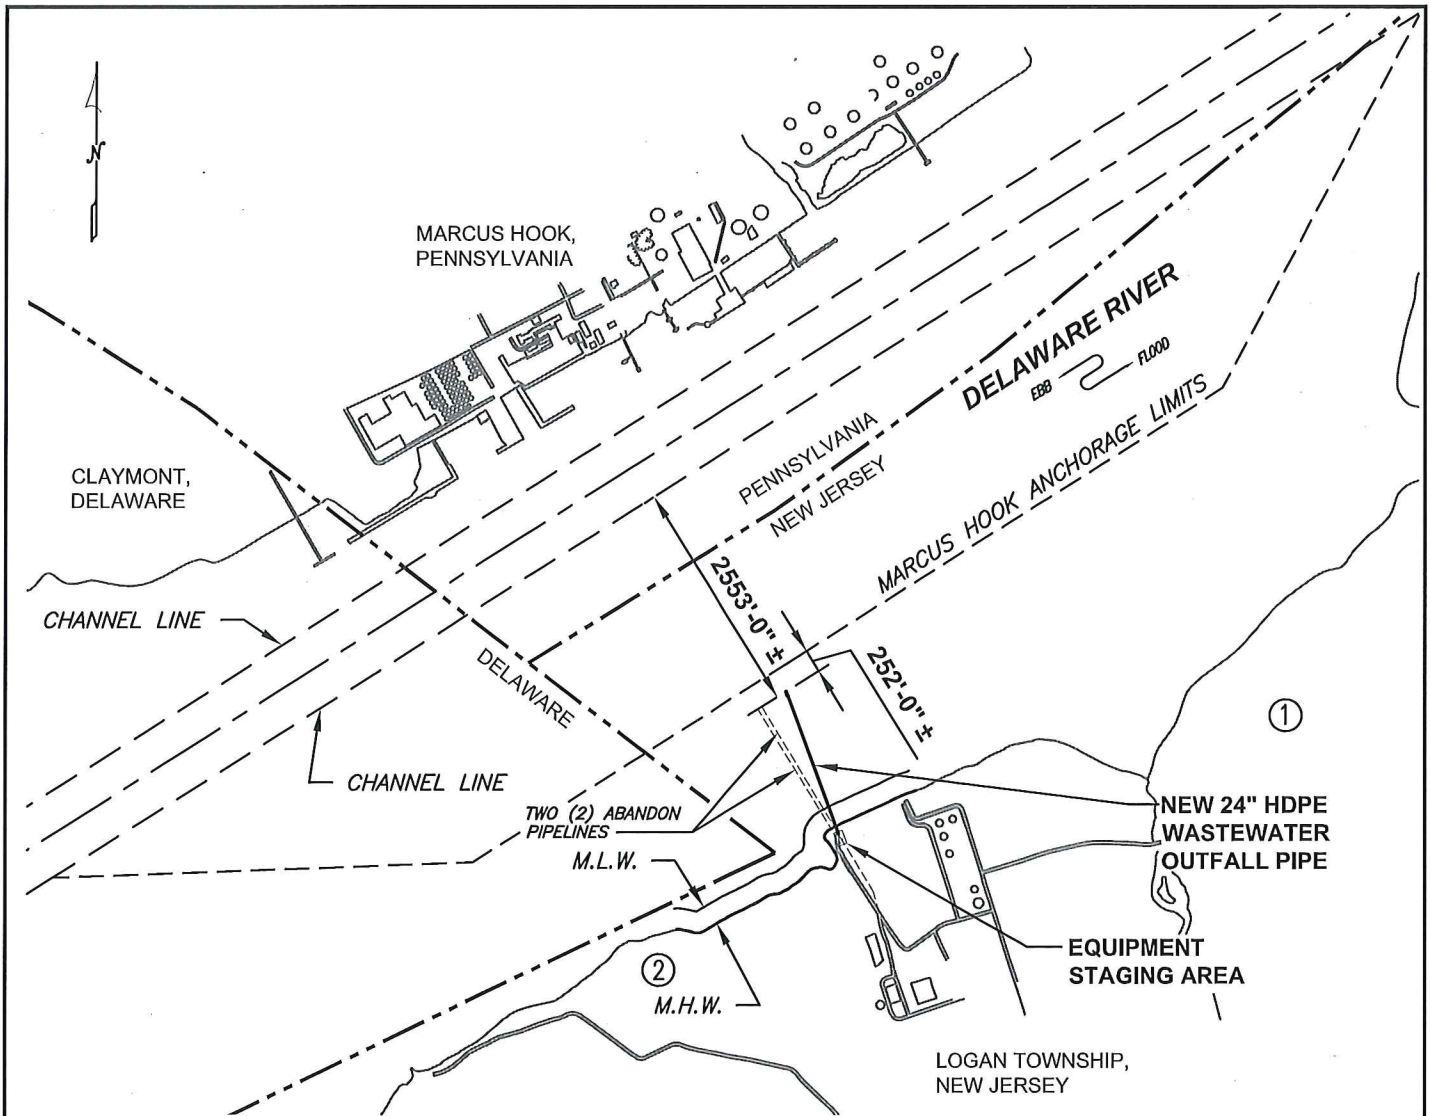 N
MARCUS HOOK,
PENNSYLVANIA
DELAWARE RIVER
EBB
FLOOD
CLAYMONT,
DELAWARE
PENNSYLVANIA
NEW JERSEY
MARCUS HOOK ANCHORAGE LIMITS
2553'-0" ±
CHANNEL LINE
252'-0" ±
DELAWARE
1
CHANNEL LINE
TWO (2) ABANDON
PIPELINES
NEW 24" HDPE
WASTEWATER
OUTFALL PIPE
M.L.W.
EQUIPMENT
STAGING AREA
2
M.H.W.
LOGAN TOWNSHIP,
NEW JERSEY